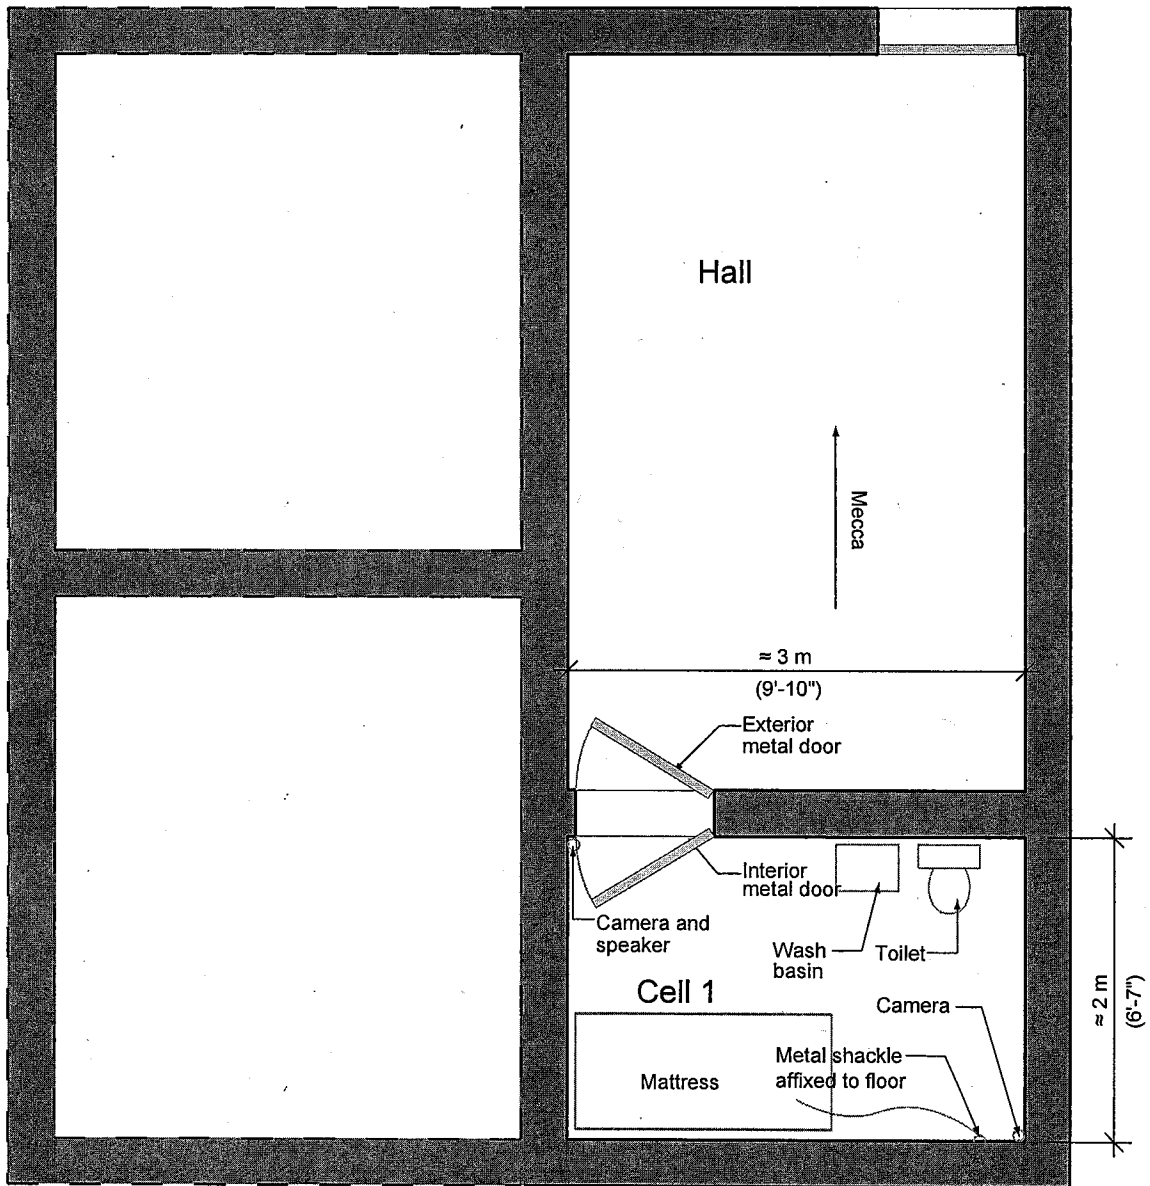 Hall
Mecca
≈ 3 m
(9'-10")
Exterior
metal door
Interior
metal door
Camera and
speaker
Wash
basin
Toilet
Cell 1
Camera
≈ 2 m
(6'-7")
Metal shackle
affixed to floor
Mattress